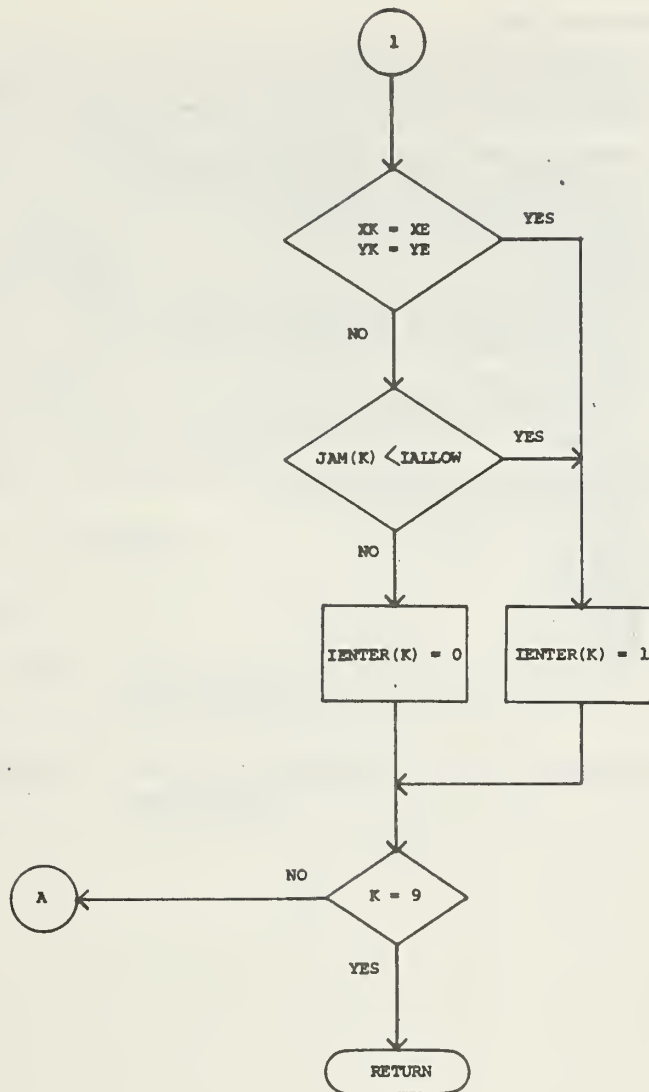 1
XK = XE
YK = YE
YES
NO
JAM(K) < IALLOW
YES
NO
IENTER(K) = 0
IENTER(K) = 1
K = 9
NO
A
YES
RETURN